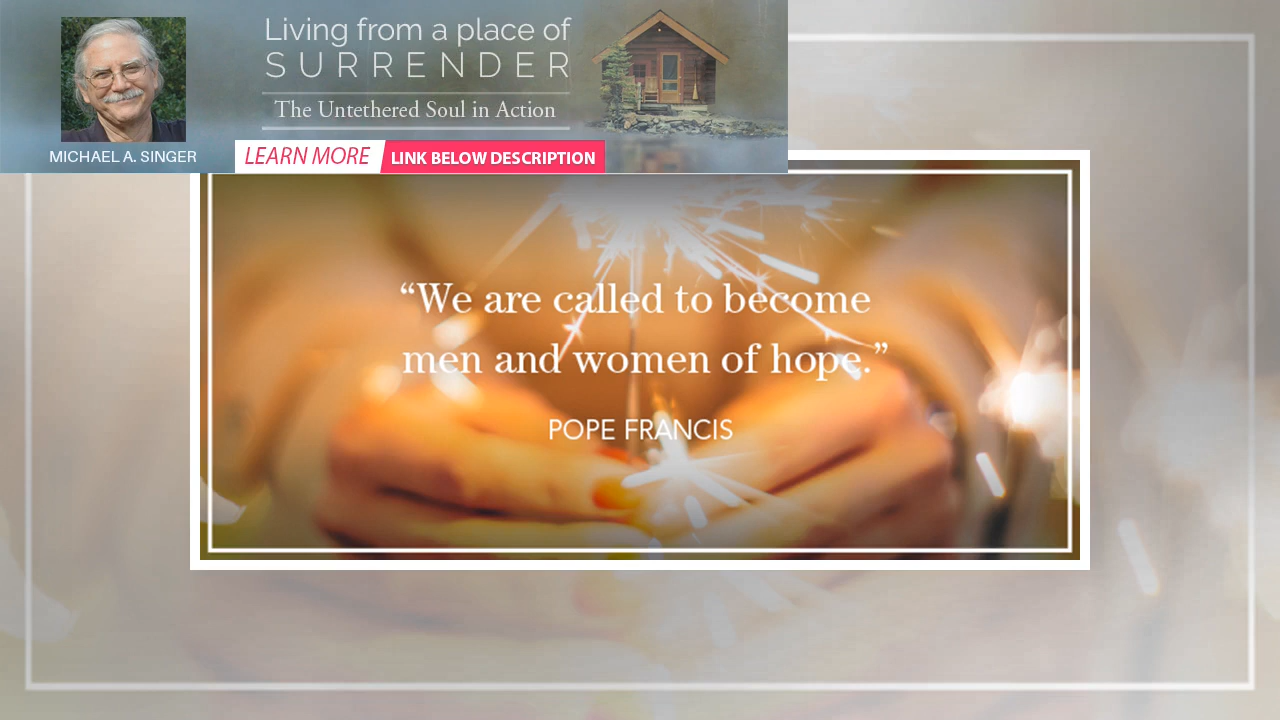 Living from a place of
SURRENDER
The Untethered Soul in Action
MICHAEL A. SINGER
LEARN MORE LINK BELOW DESCRIPTION
“We are called to become
men and women of hope.”
POPE FRANCIS